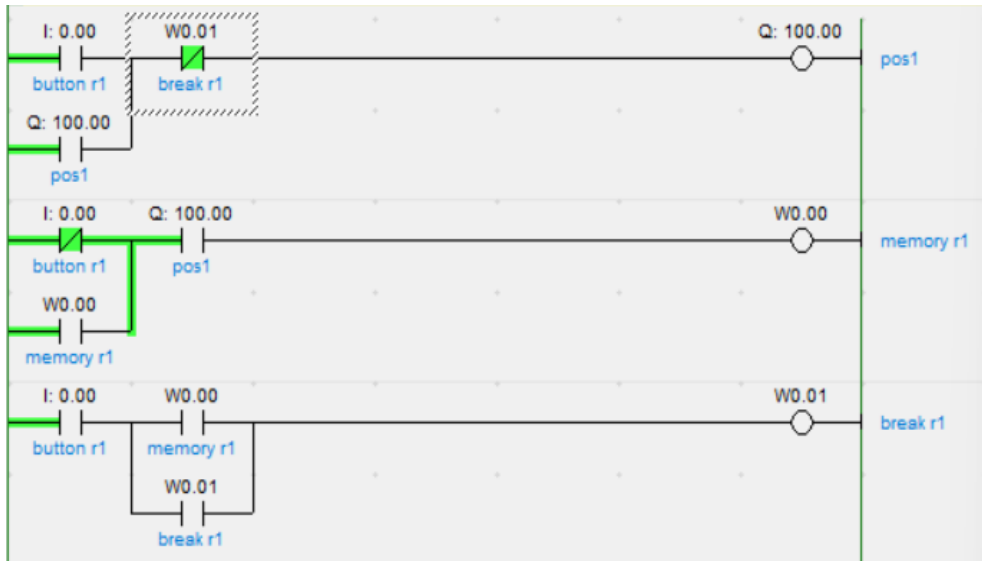 I: 0.00 W0.01 Q: 100.00
button r1 break r1 pos1
Q: 100.00
pos1
I: 0.00 Q: 100.00 W0.00
button r1 pos1 memory r1
W0.00
memory r1
I: 0.00 W0.00 W0.01
button r1 memory r1 break r1
W0.01
break r1